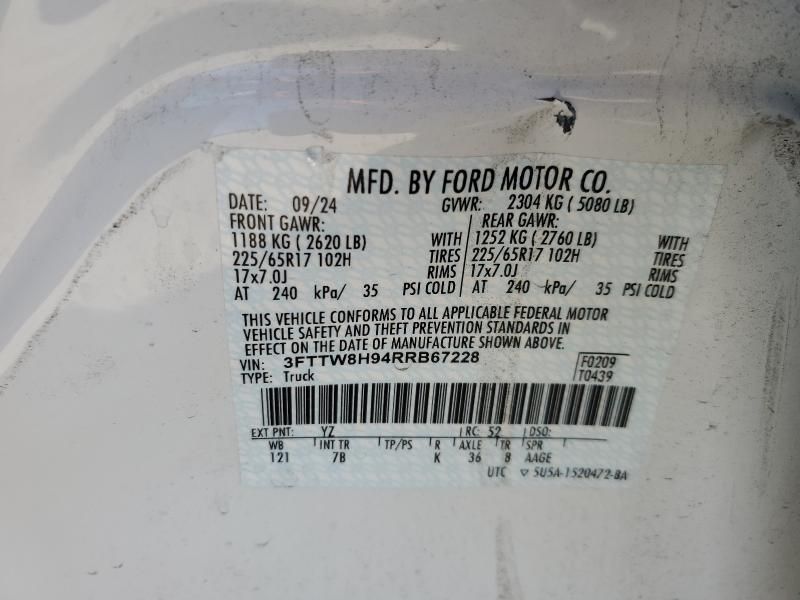 MFD. BY FORD MOTOR CO.
DATE: 09/24 GVWR: 2304 KG ( 5080 LB)
FRONT GAWR: REAR GAWR:
1188 KG ( 2620 LB) WITH 1252 KG ( 2760 LB) WITH
225/65R17 102H TIRES 225/65R17 102H TIRES
17x7.0J RIMS 17x7.0J RIMS
AT 240 kPa/ 35 PSI COLD AT 240 kPa/ 35 PSI COLD
THIS VEHICLE CONFORMS TO ALL APPLICABLE FEDERAL MOTOR
VEHICLE SAFETY AND THEFT PREVENTION STANDARDS IN
EFFECT ON THE DATE OF MANUFACTURE SHOWN ABOVE.
VIN: 3FTTW8H94RRB67228 F0209
TYPE: Truck T0439
EXT PNT: YZ RC: 52 DSO:
WB INT TR TP/PS R AXLE TR SPR
121 7B K 36 8 AAGE
UTC ▽ 5U5A-1520472-BA